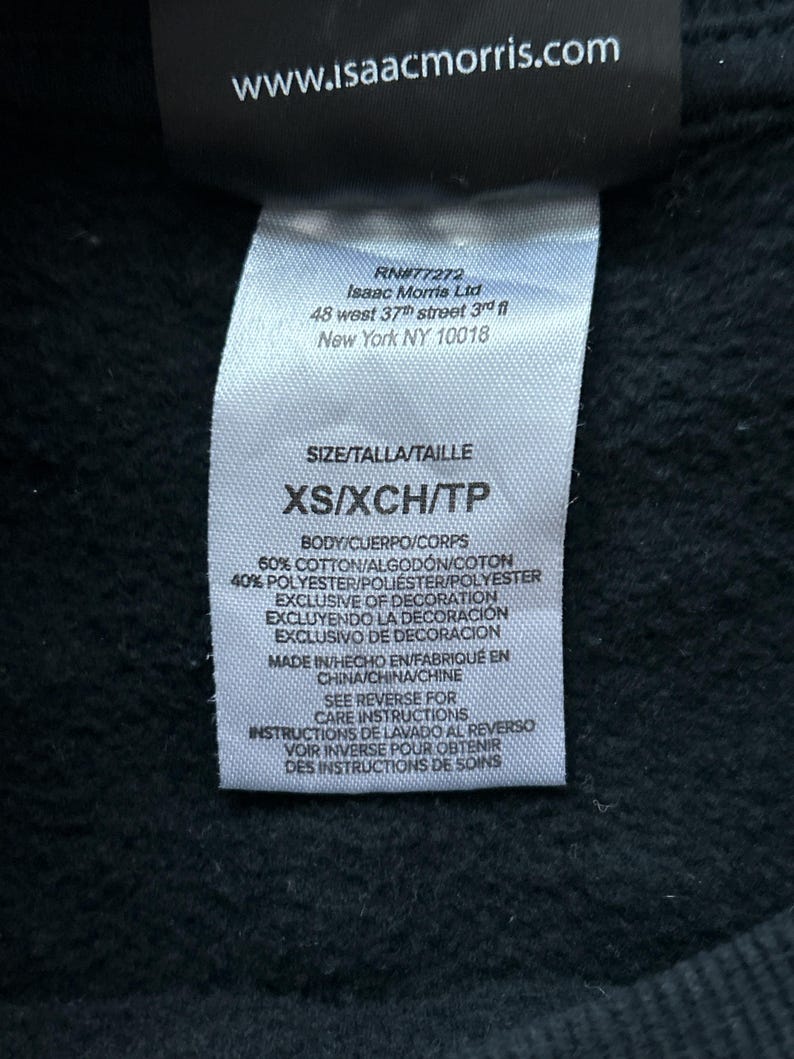 www.isaacmorris.com
RN#77272
Isaac Morris Ltd
48 west 37th street 3rd fl
New York NY 10018
SIZE/TALLA/TAILLE
XS/XCH/TP
BODY/CUERPO/CORPS
60% COTTON/ALGODÓN/COTON
40% POLYESTER/POLIÉSTER/POLYESTER
EXCLUSIVE OF DECORATION
EXCLUYENDO LA DECORACIÓN
EXCLUSIVO DE DECORACION
MADE IN/HECHO EN/FABRIQUÉ EN
CHINA/CHINA/CHINE
SEE REVERSE FOR
CARE INSTRUCTIONS
INSTRUCTIONS DE LAVADO AL REVERSO
VOIR INVERSE POUR OBTENIR
DES INSTRUCTIONS DE SOINS